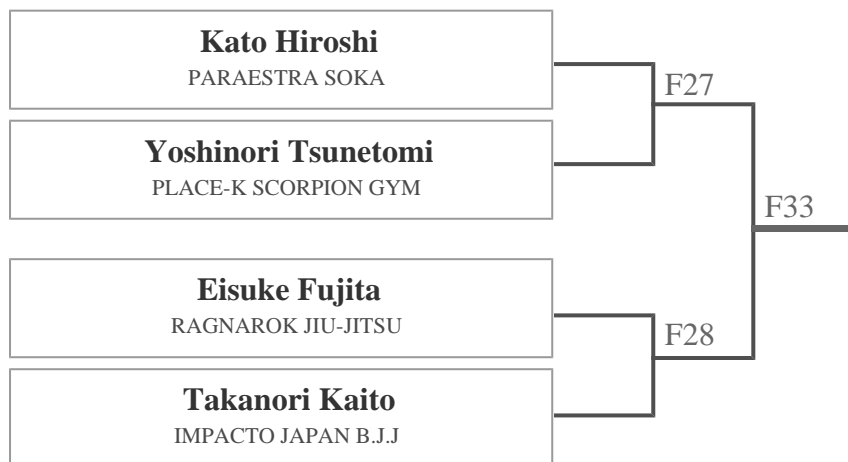 Kato Hiroshi
PARAESTRA SOKA
F27
Yoshinori Tsunetomi
PLACE-K SCORPION GYM
F33
Eisuke Fujita
RAGNAROK JIU-JITSU
F28
Takanori Kaito
IMPACTO JAPAN B.J.J